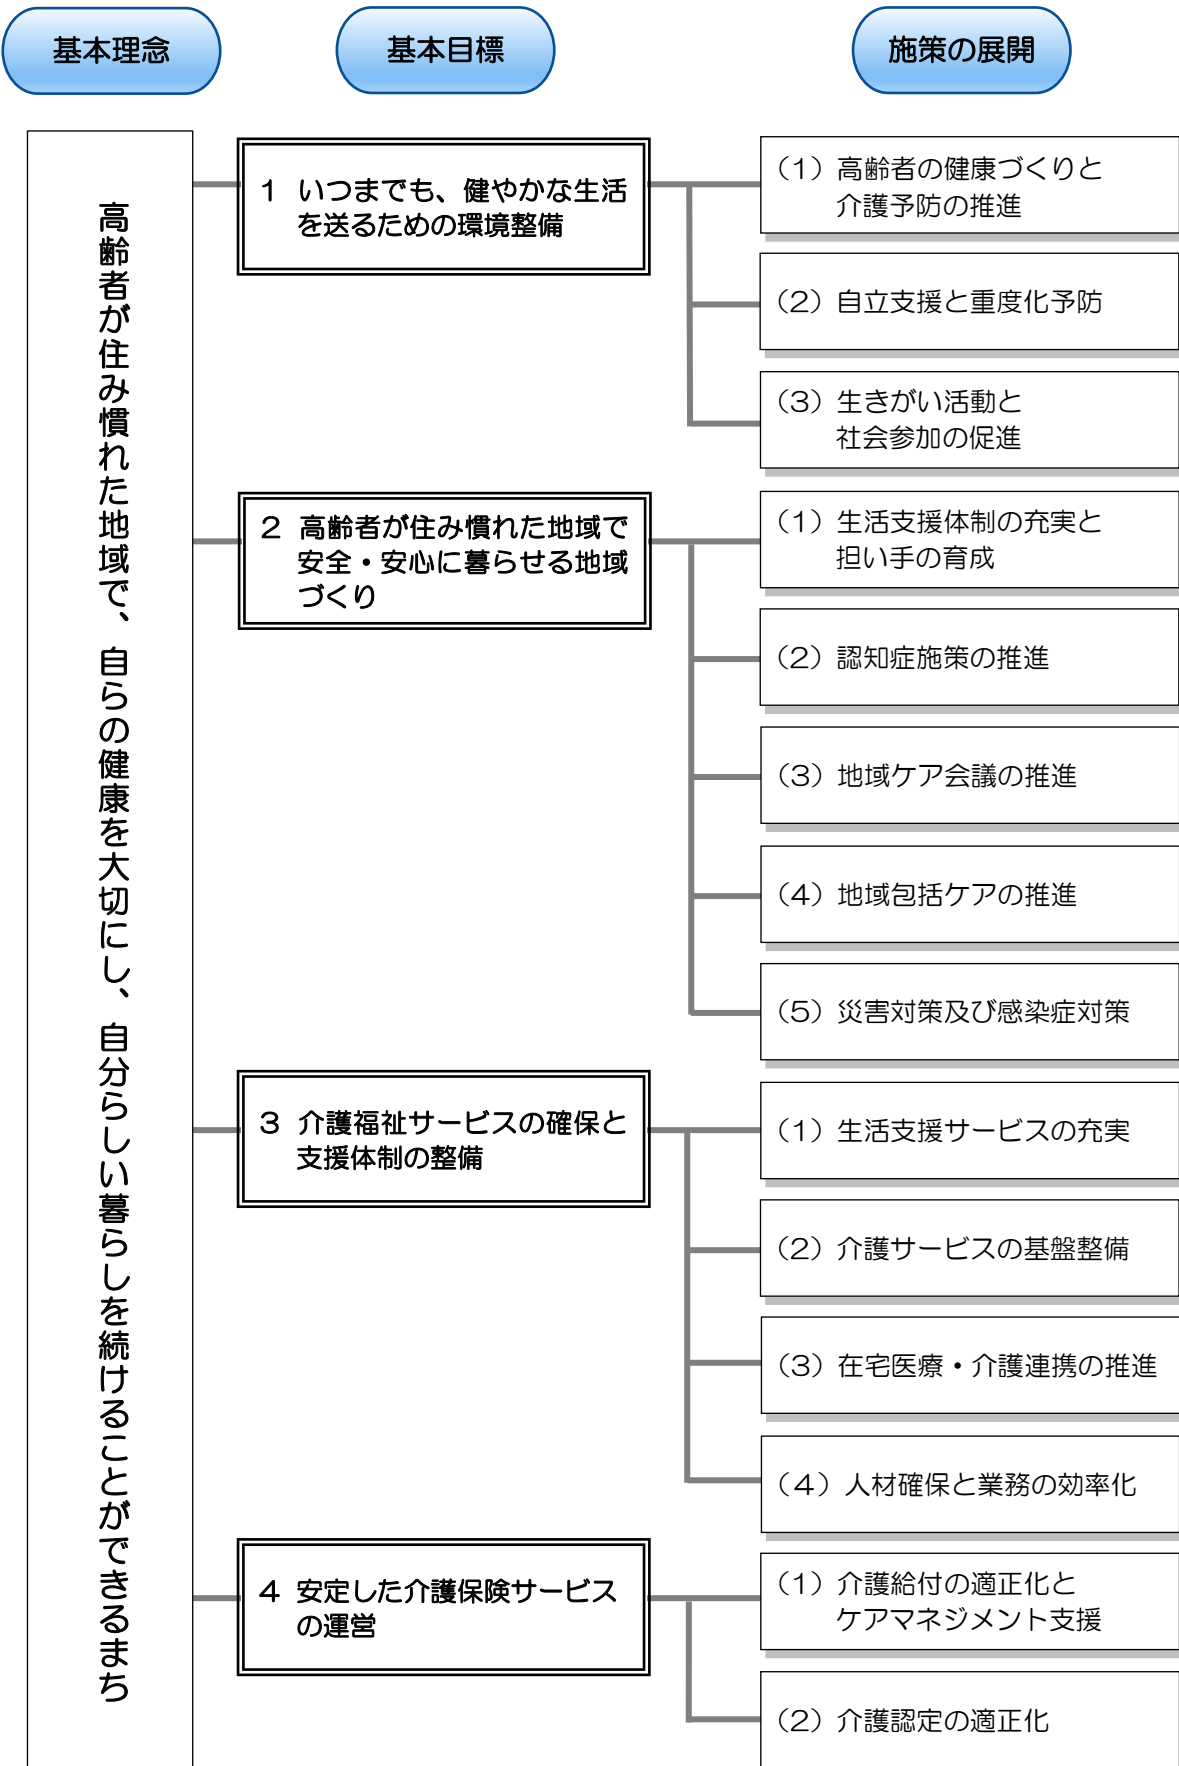 基本理念
基本目標
施策の展開
高齢者が住み慣れた地域で、自らの健康を大切にし、自分らしい暮らしを続けることができるまち
1 いつまでも、健やかな生活
を送るための環境整備
（1）高齢者の健康づくりと
介護予防の推進
（2）自立支援と重度化予防
（3）生きがい活動と
社会参加の促進
2 高齢者が住み慣れた地域で
安全・安心に暮らせる地域
づくり
（1）生活支援体制の充実と
担い手の育成
（2）認知症施策の推進
（3）地域ケア会議の推進
（4）地域包括ケアの推進
（5）災害対策及び感染症対策
3 介護福祉サービスの確保と
支援体制の整備
（1）生活支援サービスの充実
（2）介護サービスの基盤整備
（3）在宅医療・介護連携の推進
（4）人材確保と業務の効率化
4 安定した介護保険サービス
の運営
（1）介護給付の適正化と
ケアマネジメント支援
（2）介護認定の適正化